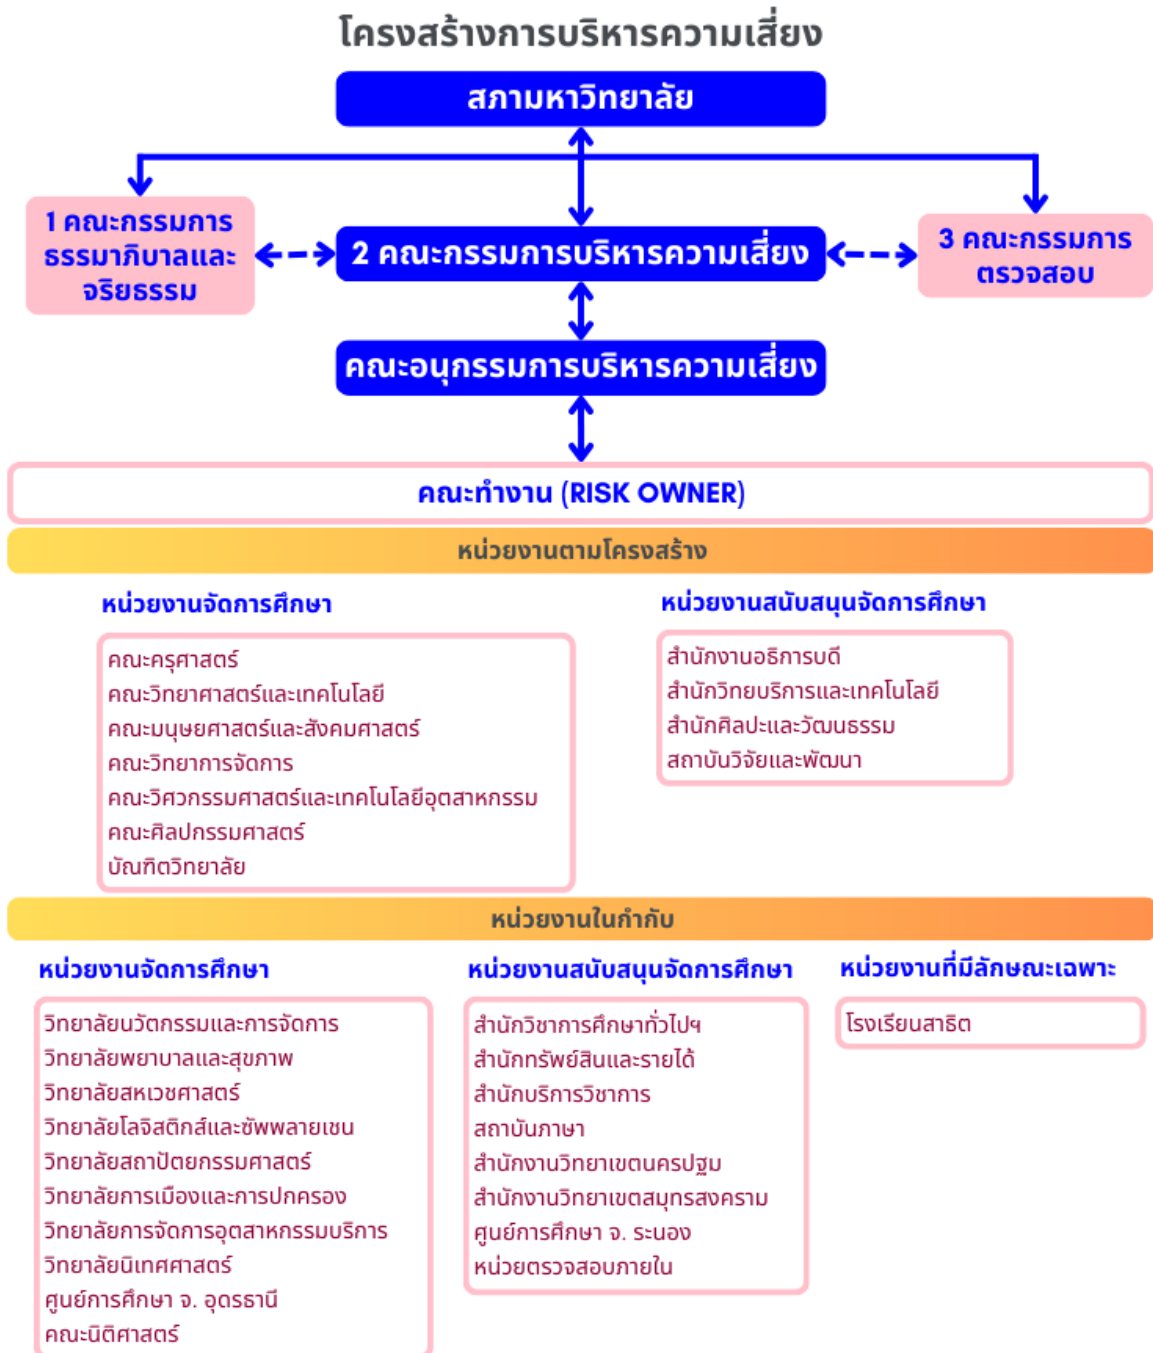 โครงสร้างการบริหารความเสี่ยง
สภามหาวิทยาลัย
1 คณะกรรมการ
ธรรมาภิบาลและ
จริยธรรม
2 คณะกรรมการบริหารความเสี่ยง
3 คณะกรรมการ
ตรวจสอบ
คณะอนุกรรมการบริหารความเสี่ยง
คณะทำงาน (RISK OWNER)
หน่วยงานตามโครงสร้าง
หน่วยงานจัดการศึกษา
คณะครุศาสตร์
คณะวิทยาศาสตร์และเทคโนโลยี
คณะมนุษยศาสตร์และสังคมศาสตร์
คณะวิทยาการจัดการ
คณะวิศวกรรมศาสตร์และเทคโนโลยีอุตสาหกรรม
คณะศิลปกรรมศาสตร์
บัณฑิตวิทยาลัย
หน่วยงานสนับสนุนจัดการศึกษา
สำนักงานอธิการบดี
สำนักวิทยบริการและเทคโนโลยี
สำนักศิลปะและวัฒนธรรม
สถาบันวิจัยและพัฒนา
หน่วยงานในกำกับ
หน่วยงานจัดการศึกษา
วิทยาลัยนวัตกรรมและการจัดการ
วิทยาลัยพยาบาลและสุขภาพ
วิทยาลัยสหเวชศาสตร์
วิทยาลัยโลจิสติกส์และซัพพลายเชน
วิทยาลัยสถาปัตยกรรมศาสตร์
วิทยาลัยการเมืองและการปกครอง
วิทยาลัยการจัดการอุตสาหกรรมบริการ
วิทยาลัยนิเทศศาสตร์
ศูนย์การศึกษา จ. อุดรธานี
คณะนิติศาสตร์
หน่วยงานสนับสนุนจัดการศึกษา
สำนักวิชาการศึกษาทั่วไปฯ
สำนักทรัพย์สินและรายได้
สำนักบริการวิชาการ
สถาบันภาษา
สำนักงานวิทยาเขตนครปฐม
สำนักงานวิทยาเขตสมุทรสงคราม
ศูนย์การศึกษา จ. ระนอง
หน่วยตรวจสอบภายใน
หน่วยงานที่มีลักษณะเฉพาะ
โรงเรียนสาธิต